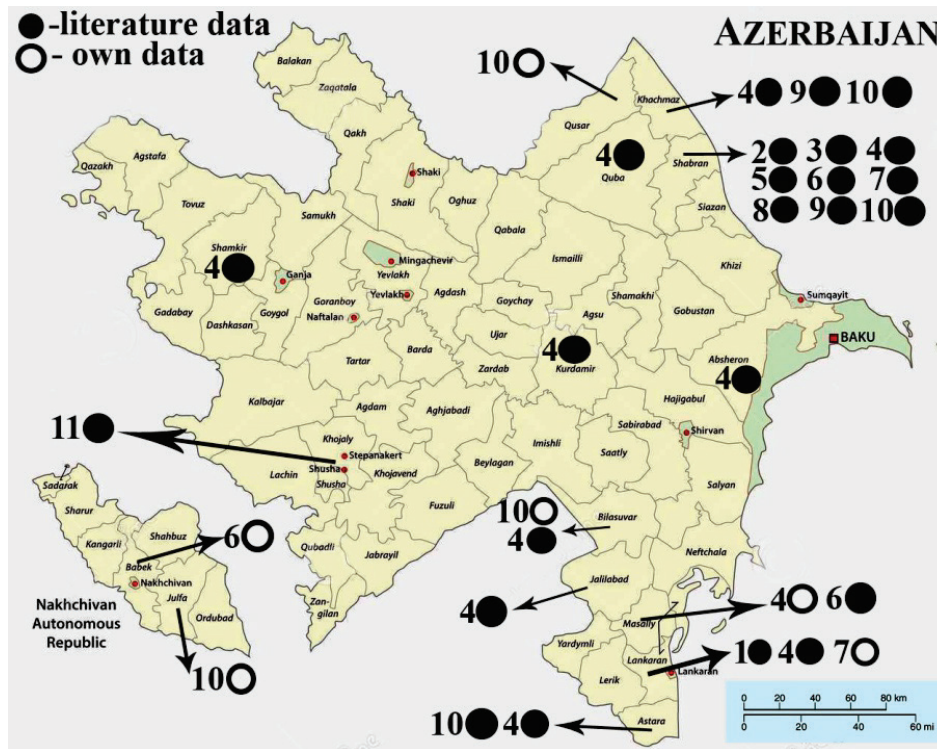 -literature data
- own data
AZERBAIJAN
10
4 9 10
2 3 4
5 6 7
8 9 10
Balakan
Zaqatala
Qakh
Qusar
Khachmaz
4
Quba
Shabran
Siazan
Qazakh
Agstafa
Tovuz
Shaki
Shaki
Oghuz
Samukh
Qabala
Shamkir
4
Ganja
Mingachevir
Yevlakh
Yevlakh
Ismailli
Khizi
Gadabay
Dashkasan
Goygol
Goranboy
Naftalan
Agdash
Goychay
Shamakhi
Agsu
Gobustan
Sumqayit
BAKU
Tartar
Barda
Ujar
Zardab
4
Kurdamir
Absheron
4
Kalbajar
Agdam
Aghjabadi
Hajigabul
Sabirabad
Shirvan
11
Khojaly
Stepanakert
Shusha
Shusha
Lachin
Khojavend
Beylagan
Imishli
Saatly
Salyan
Fuzuli
Qubadli
Jabrayil
Zan-
gilan
10
4
Bilasuvar
Neftchala
Sadarak
Sharur
Kangarli
Shahbuz
6
Babek
Nakhchivan
Julfa
Ordubad
Nakhchivan
Autonomous
Republic
10
Jalilabad
4
Masally
4 6
Yardymli
Lankaran
Lankaran
1 4 7
Lerik
Astara
10 4
0 20 40 60 80 km
0 20 40 60 mi